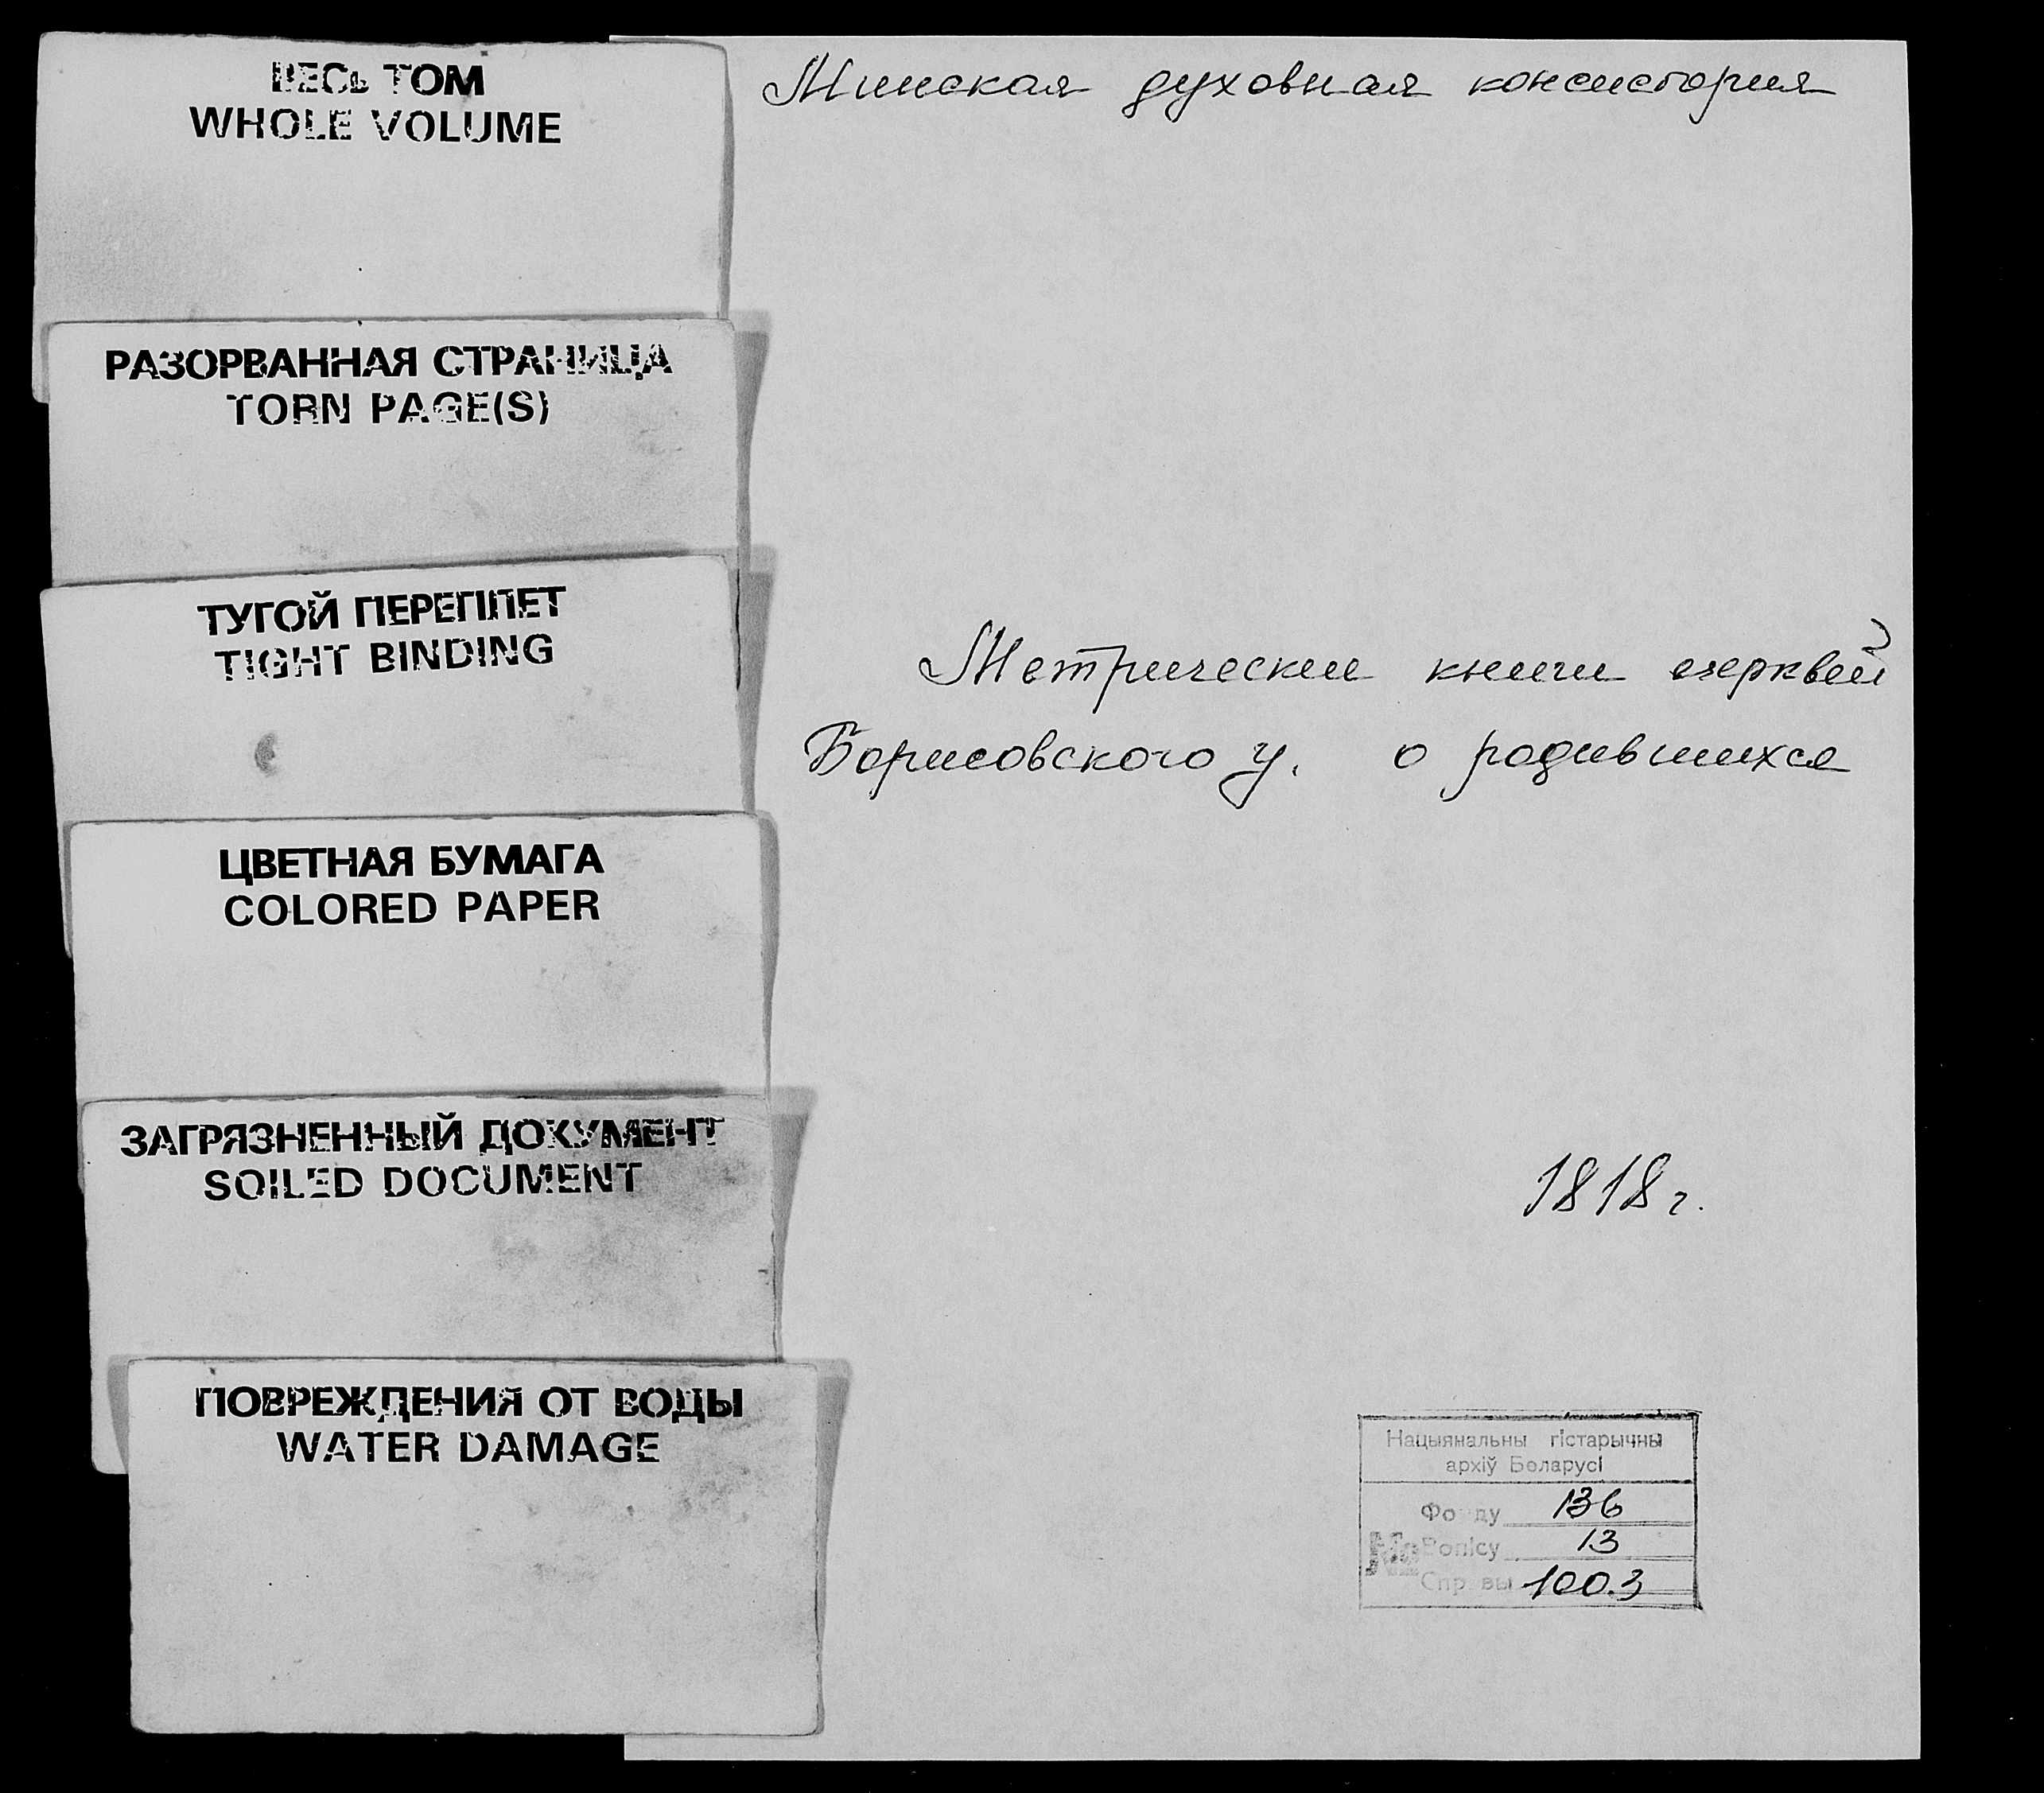 ВЕСЬ ТОМ
WHOLE VOLUME
РАЗОРВАННАЯ СТРАНИЦА
TORN PAGE(S)
ТУГОЙ ПЕРЕПЛЕТ
TIGHT BINDING
ЦВЕТНАЯ БУМАГА
COLORED PAPER
ЗАГРЯЗНЕННЫЙ ДОКУМЕНТ
SOILED DOCUMENT
ПОВРЕЖДЕНИЯ ОТ ВОДЫ
WATER DAMAGE
Минская духовная консистория
Метрические книги церквей
Борисовского у. о родившихся
1818 г.
Нацыянальны гістарычны
архіў Беларусі
Фонду 136
№ Вопісу 13
Справы 1003